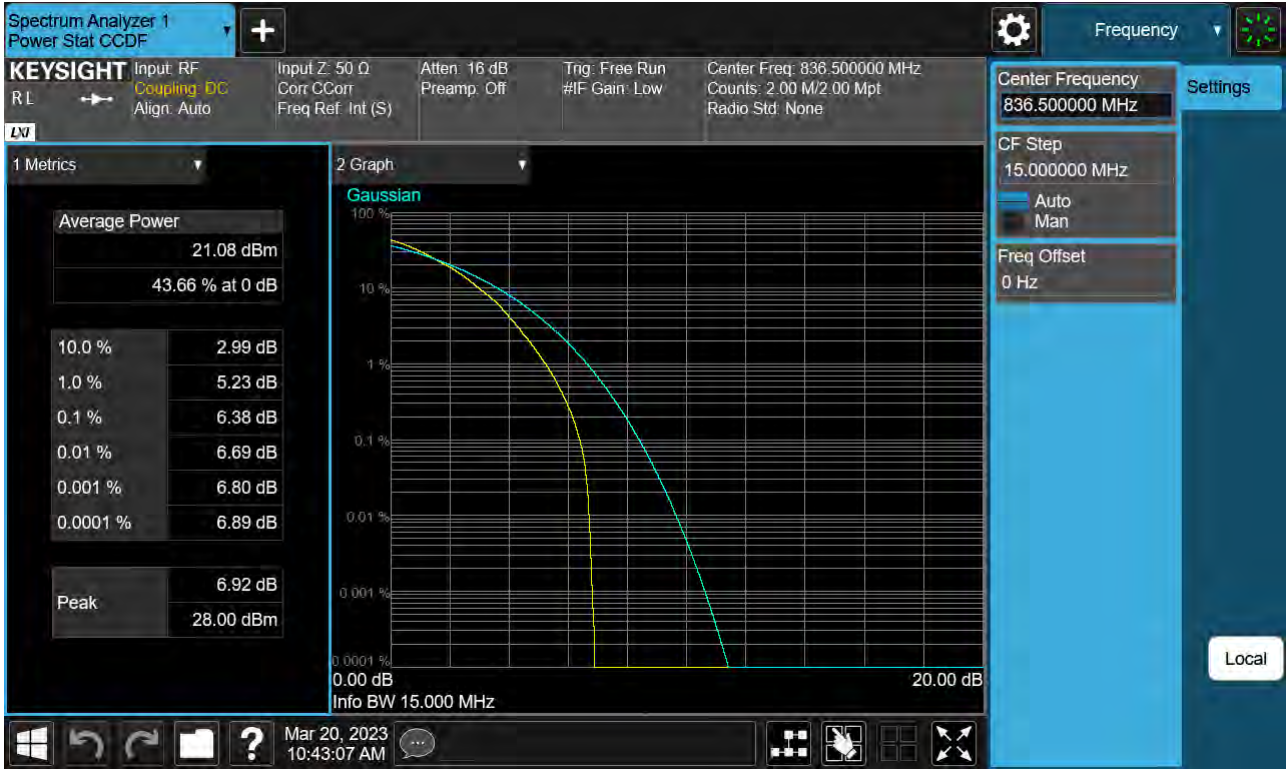 Spectrum Analyzer 1
Power Stat CCDF
Frequency
KEYSIGHT
R L
LXI
Input: RF
Coupling: DC
Align: Auto
Input Z: 50 Ω
Corr CCorr
Freq Ref: Int (S)
Atten: 16 dB
Preamp: Off
Trig: Free Run
#IF Gain: Low
Center Freq: 836.500000 MHz
Counts: 2.00 M/2.00 Mpt
Radio Std: None
1 Metrics
Average Power
21.08 dBm
43.66 % at 0 dB
10.0 % 2.99 dB
1.0 % 5.23 dB
0.1 % 6.38 dB
0.01 % 6.69 dB
0.001 % 6.80 dB
0.0001 % 6.89 dB
Peak 6.92 dB
28.00 dBm
2 Graph
Gaussian
100 %
10 %
1 %
0.1 %
0.01 %
0.001 %
0.0001 %
0.00 dB 20.00 dB
Info BW 15.000 MHz
Center Frequency
836.500000 MHz
CF Step
15.000000 MHz
Auto
Man
Freq Offset
0 Hz
Settings
Local
?
Mar 20, 2023
10:43:07 AM